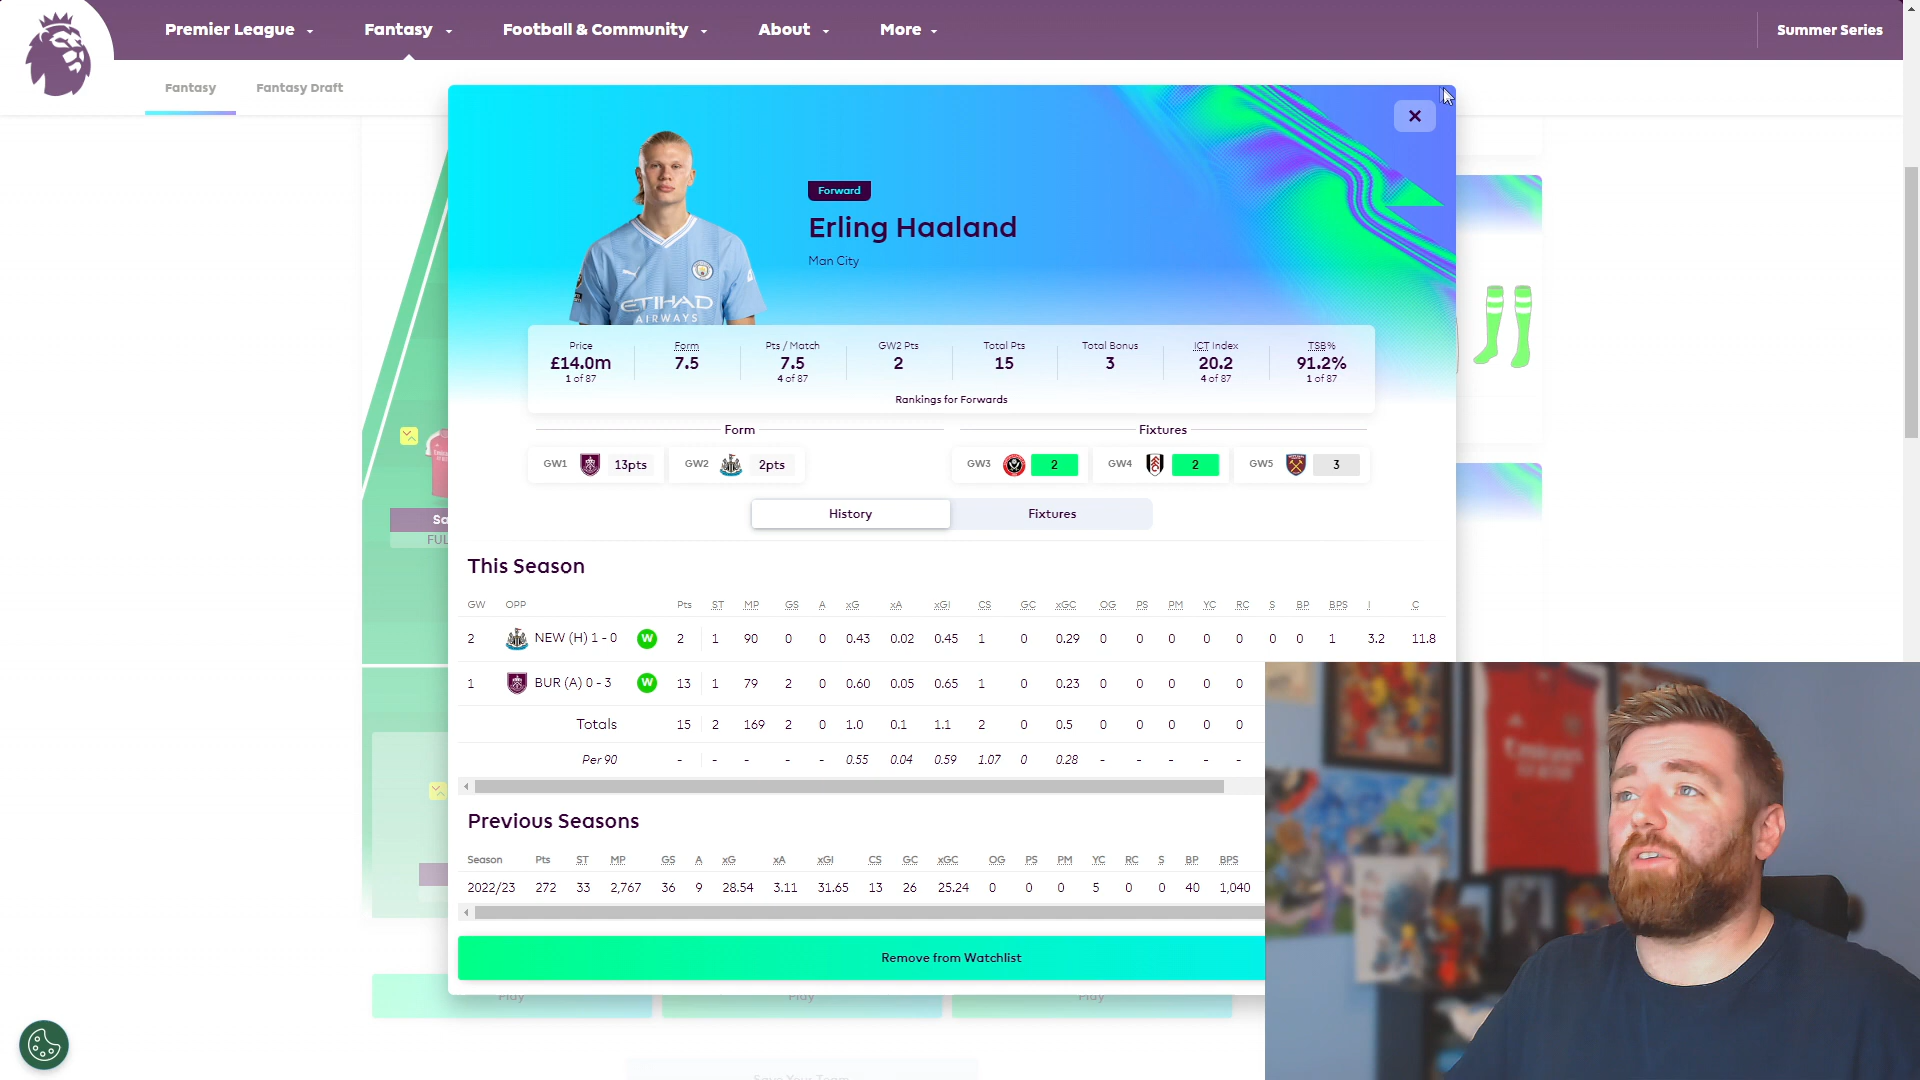 Premier League Fantasy Football & Community About More Summer Series
Fantasy Fantasy Draft
Forward
Erling Haaland
Man City
ETIHAD
AIRWAYS
Price Form Pts / Match GW2 Pts Total Pts Total Bonus ICT Index TSB%
£14.0m 7.5 7.5 2 15 3 20.2 91.2%
1 of 87 4 of 87 4 of 87 1 of 87
Rankings for Forwards
Form Fixtures
GW1 13pts GW2 2pts GW3 2 GW4 2 GW5 3
History Fixtures
Sa
FUL
This Season
GW OPP Pts ST MP GS A xG xA xGI CS GC xGC OG PS PM YC RC S BP BPS I C
2 NEW (H) 1 - 0 W 2 1 90 0 0 0.43 0.02 0.45 1 0 0.29 0 0 0 0 0 0 0 1 3.2 11.8
1 BUR (A) 0 - 3 W 13 1 79 2 0 0.60 0.05 0.65 1 0 0.23 0 0 0 0 0
Totals 15 2 169 2 0 1.0 0.1 1.1 2 0 0.5 0 0 0 0 0
Per 90 - - - - - 0.55 0.04 0.59 1.07 0 0.28 - - - - -
Previous Seasons
Season Pts ST MP GS A xG xA xGI CS GC xGC OG PS PM YC RC S BP BPS
2022/23 272 33 2,767 36 9 28.54 3.11 31.65 13 26 25.24 0 0 0 5 0 0 40 1,040
Remove from Watchlist
Play Play Play
Save Your Team